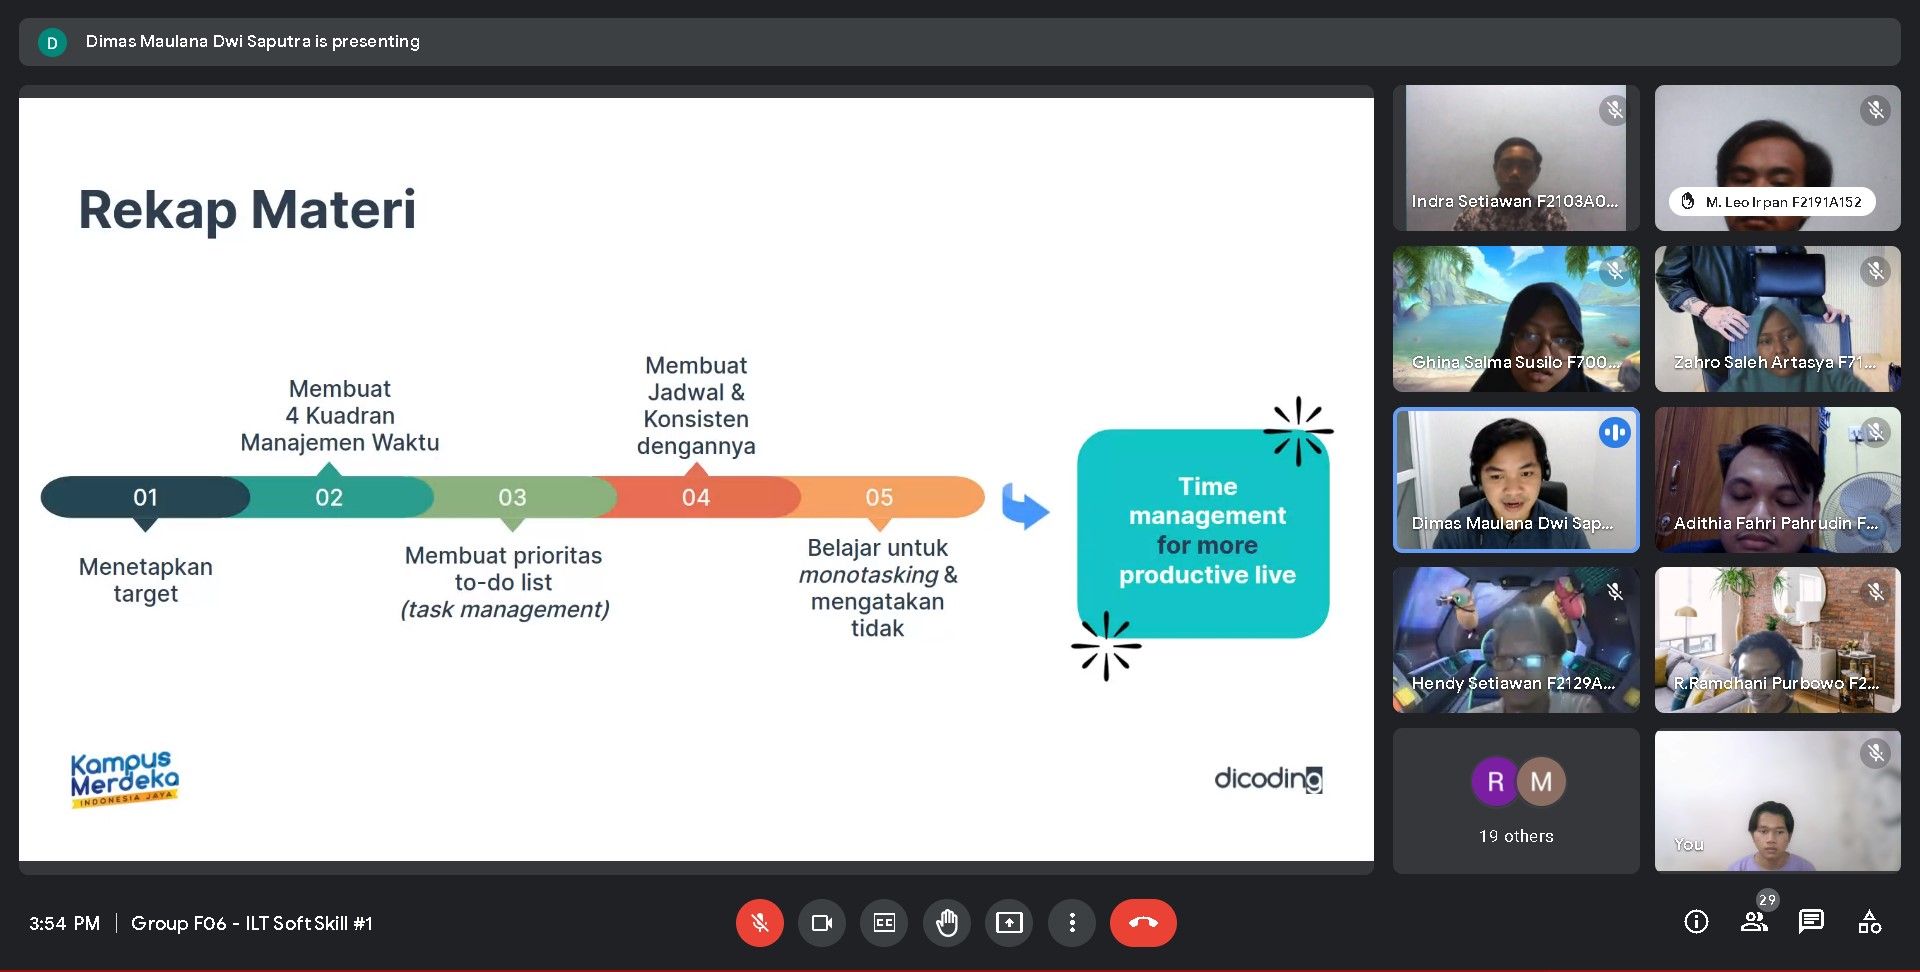 D
Dimas Maulana Dwi Saputra is presenting
Rekap Materi
Membuat
4 Kuadran
Manajemen Waktu
Membuat
Jadwal &
Konsisten
dengannya
01
02
03
04
05
Menetapkan
target
Membuat prioritas
to-do list
(task management)
Belajar untuk
monotasking &
mengatakan
tidak
Time
management
for more
productive live
Kampus
Merdeka
INDONESIA JAYA
dicoding
Indra Setiawan F2103A0...
M. Leo Irpan F2191A152
Ghina Salma Susilo F700...
Zahro Saleh Artasya F71...
Dimas Maulana Dwi Sap...
Adithia Fahri Pahrudin F...
Hendy Setiawan F2129A...
R.Ramdhani Purbowo F2...
R M
19 others
You
3:54 PM | Group F06 - ILT Soft Skill #1
CC
29